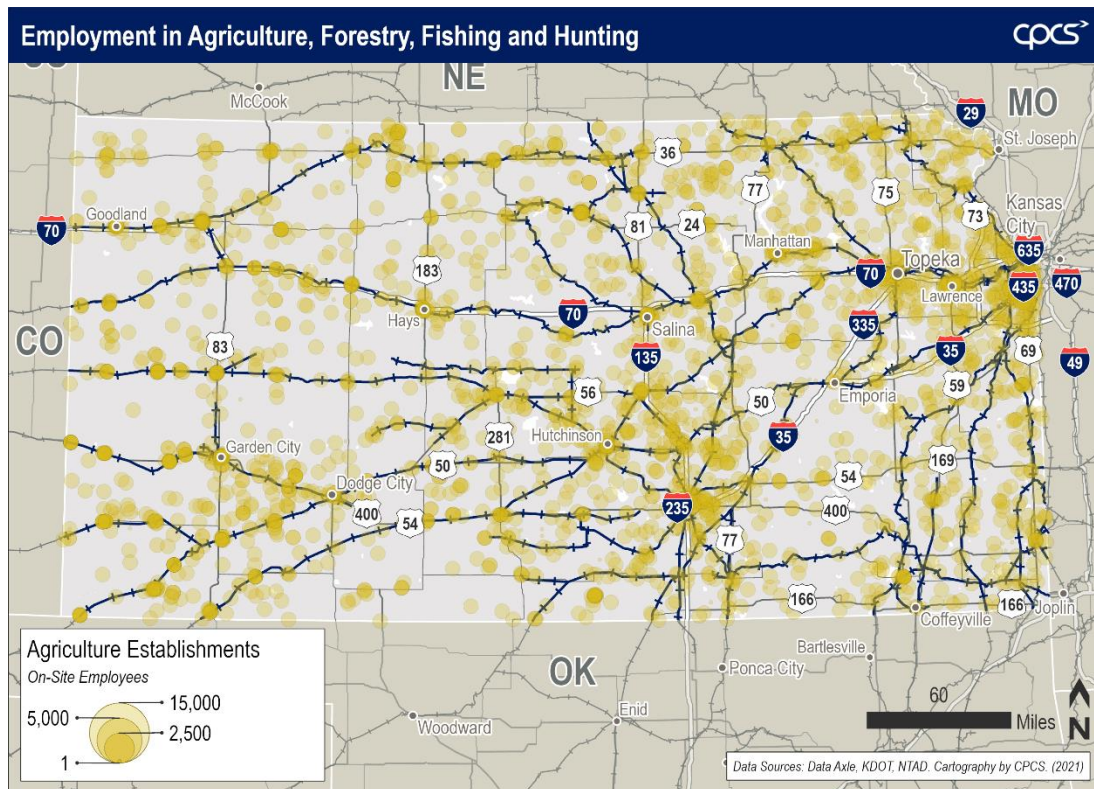 Employment in Agriculture, Forestry, Fishing and Hunting
cpcs
NE
McCook
MO
29
36
St. Joseph
77
75
73
Kansas
City
Goodland
70
81
24
Manhattan
635
183
70
Topeka
435
470
Lawrence
Hays
70
Salina
335
CO
83
135
35
69
49
56
50
Emporia
59
281
Hutchinson
35
Garden City
50
54
169
Dodge City
400
54
235
400
77
166
166
Joplin
Coffeyville
Bartlesville
OK
Ponca City
Enid
Woodward
60
Miles
N
Agriculture Establishments
On-Site Employees
15,000
5,000
2,500
1
Data Sources: Data Axle, KDOT, NTAD. Cartography by CPCS. (2021)